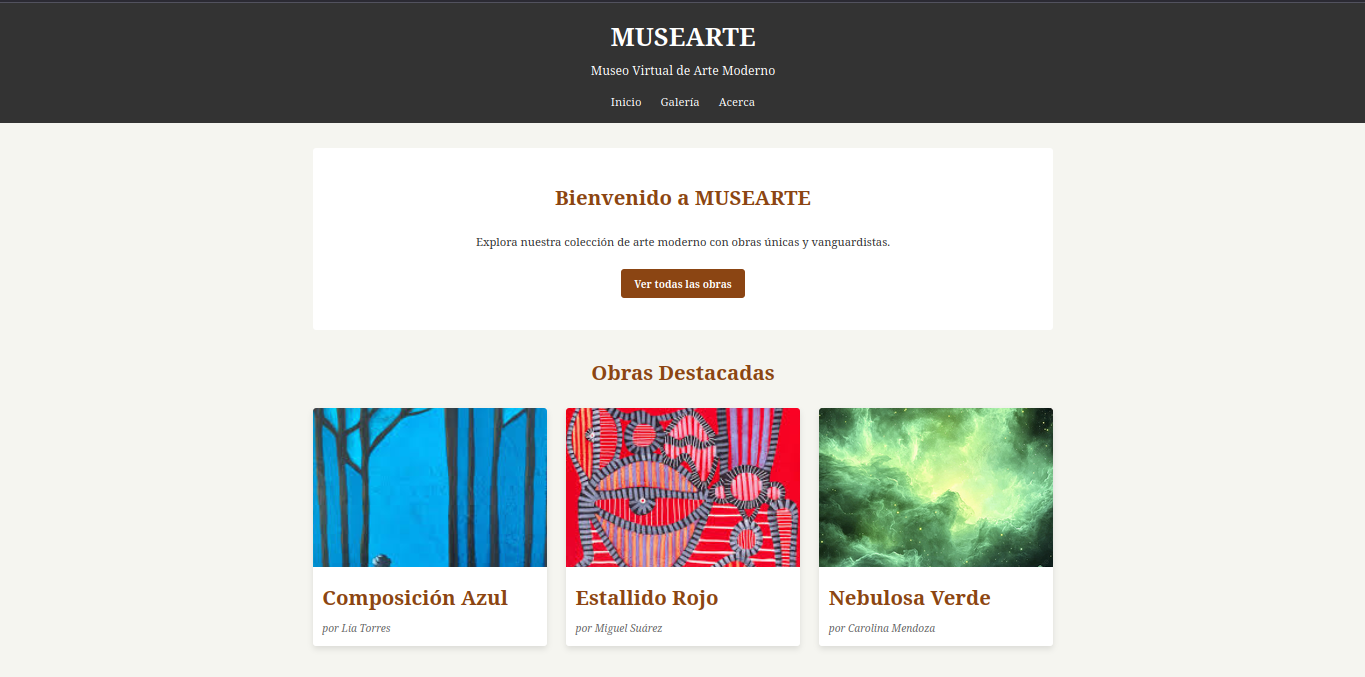 MUSEARTE
Museo Virtual de Arte Moderno
Inicio Galería Acerca
Bienvenido a MUSEARTE
Explora nuestra colección de arte moderno con obras únicas y vanguardistas.
Ver todas las obras
Obras Destacadas
Composición Azul
por Lía Torres
Estallido Rojo
por Miguel Suárez
Nebulosa Verde
por Carolina Mendoza